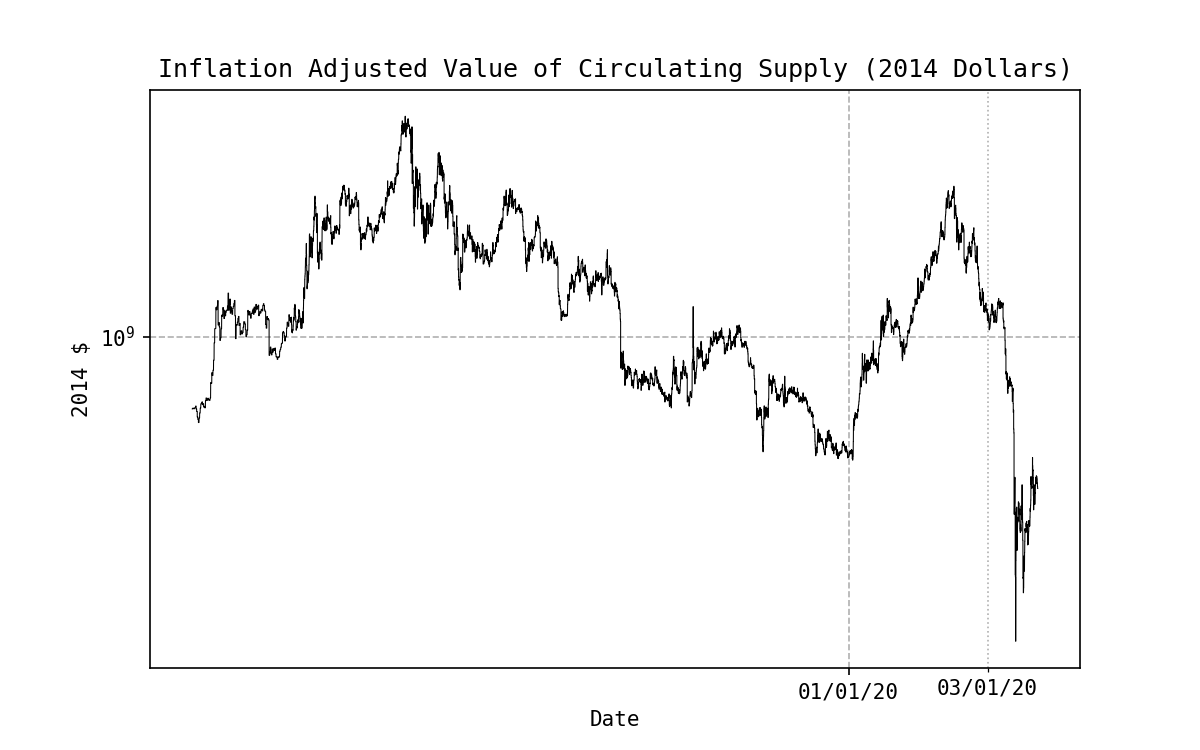 Inflation Adjusted Value of Circulating Supply (2014 Dollars)
10⁹
2014 $
01/01/20
03/01/20
Date